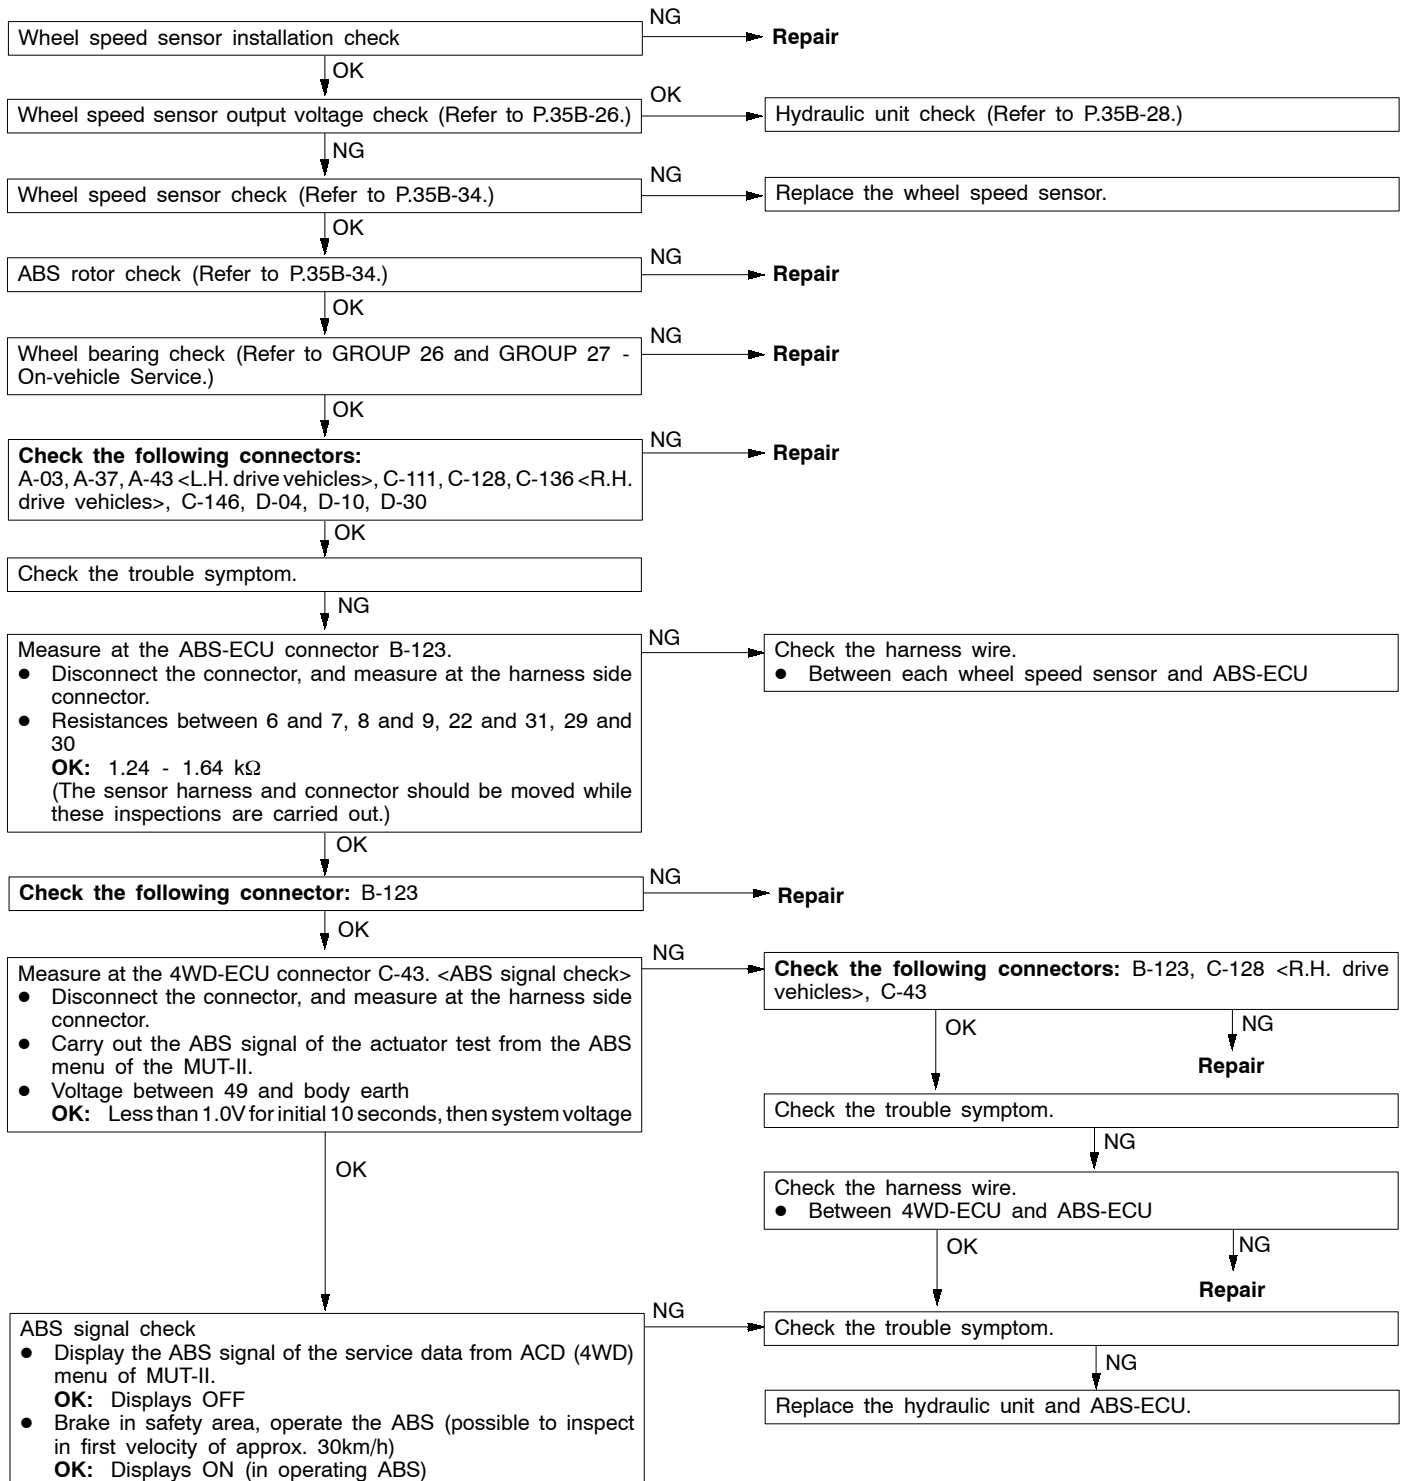 NG
Wheel speed sensor installation check
Repair
OK
OK
Wheel speed sensor output voltage check (Refer to P.35B-26.)
Hydraulic unit check (Refer to P.35B-28.)
NG
NG
Wheel speed sensor check (Refer to P.35B-34.)
Replace the wheel speed sensor.
OK
NG
ABS rotor check (Refer to P.35B-34.)
Repair
OK
NG
Wheel bearing check (Refer to GROUP 26 and GROUP 27 -
On-vehicle Service.)
Repair
OK
NG
Check the following connectors:
A-03, A-37, A-43 <L.H. drive vehicles>, C-111, C-128, C-136 <R.H.
drive vehicles>, C-146, D-04, D-10, D-30
Repair
OK
Check the trouble symptom.
NG
NG
Measure at the ABS-ECU connector B-123.
● Disconnect the connector, and measure at the harness side
connector.
● Resistances between 6 and 7, 8 and 9, 22 and 31, 29 and
30
OK: 1.24 - 1.64 kΩ
(The sensor harness and connector should be moved while
these inspections are carried out.)
Check the harness wire.
● Between each wheel speed sensor and ABS-ECU
OK
NG
Check the following connector: B-123
Repair
OK
NG
Measure at the 4WD-ECU connector C-43. <ABS signal check>
● Disconnect the connector, and measure at the harness side
connector.
● Carry out the ABS signal of the actuator test from the ABS
menu of the MUT-II.
● Voltage between 49 and body earth
OK: Less than 1.0V for initial 10 seconds, then system voltage
Check the following connectors: B-123, C-128 <R.H. drive
vehicles>, C-43
OK
NG
Repair
Check the trouble symptom.
NG
OK
Check the harness wire.
● Between 4WD-ECU and ABS-ECU
OK
NG
Repair
NG
ABS signal check
● Display the ABS signal of the service data from ACD (4WD)
menu of MUT-II.
OK: Displays OFF
● Brake in safety area, operate the ABS (possible to inspect
in first velocity of approx. 30km/h)
OK: Displays ON (in operating ABS)
Check the trouble symptom.
NG
Replace the hydraulic unit and ABS-ECU.